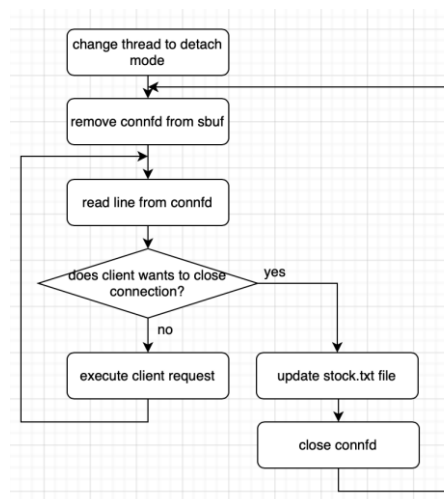 change thread to detach
mode
remove connfd from sbuf
read line from connfd
does client wants to close
connection?
yes
no
execute client request
update stock.txt file
close connfd